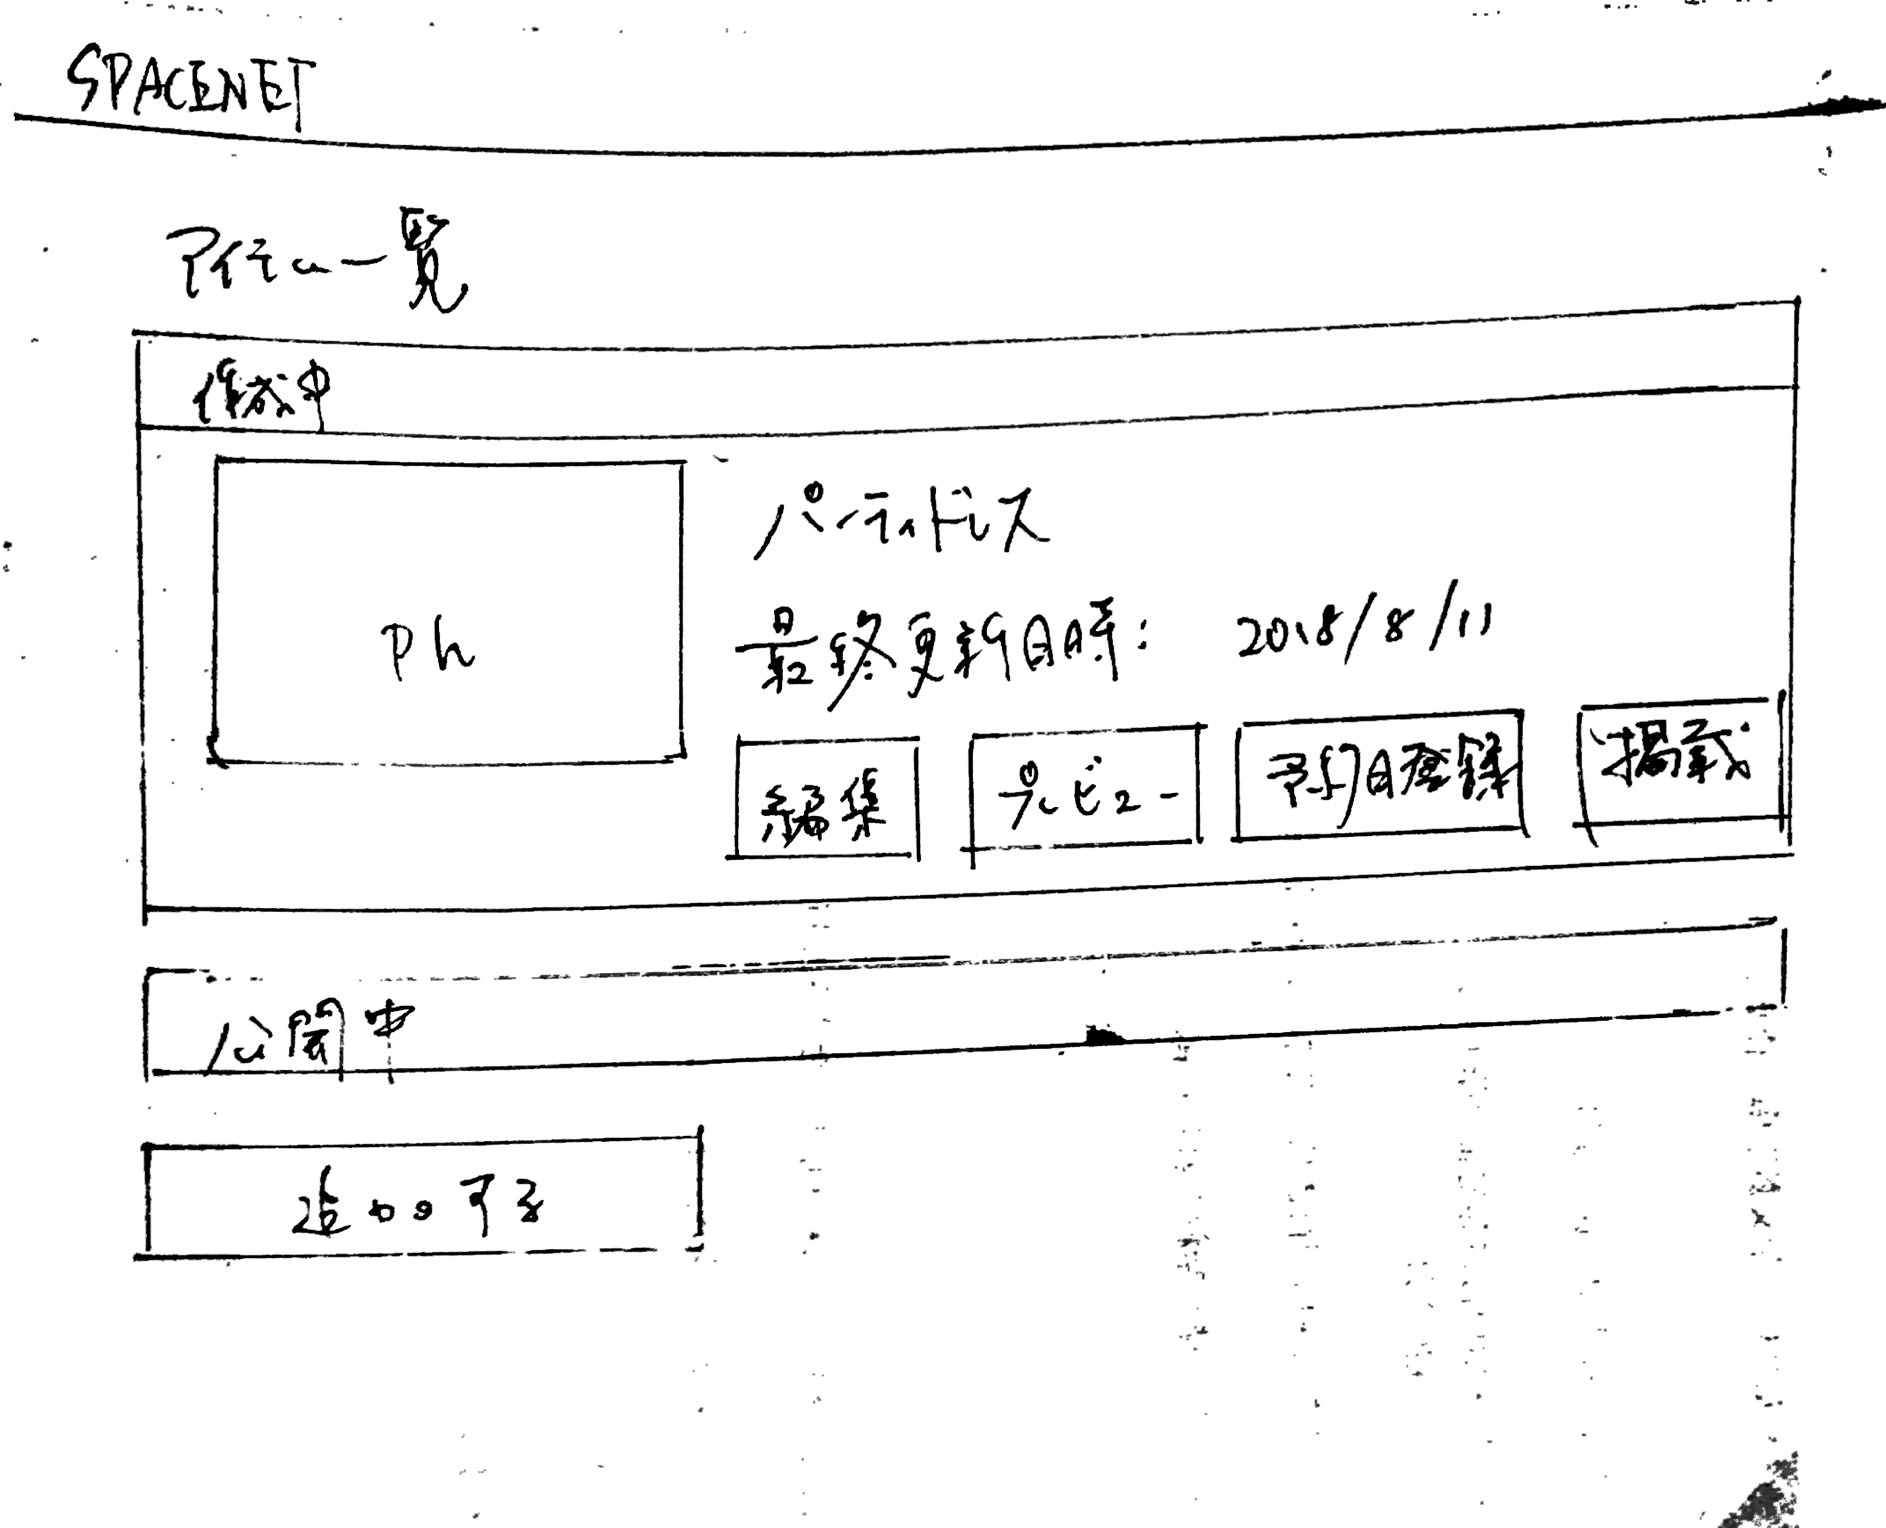 SPACENET
アイテム一覧
作成中
Ph
パーティドレス
最終更新日時: 2018/8/11
編集
プレビュー
予約日登録
掲載
公開中
追加する